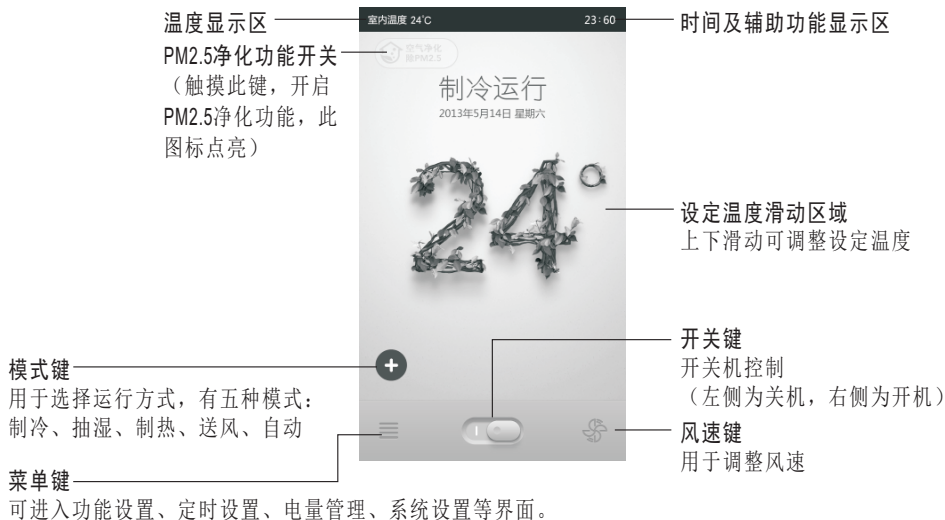 温度显示区
PM2.5净化功能开关
（触摸此键，开启
PM2.5净化功能，此
图标点亮）
室内温度 24℃
23:60
空气净化
除PM2.5
制冷运行
2013年5月14日 星期六
24°
时间及辅助功能显示区
设定温度滑动区域
上下滑动可调整设定温度
模式键
用于选择运行方式，有五种模式：
制冷、抽湿、制热、送风、自动
开关键
开关机控制
（左侧为关机，右侧为开机）
风速键
用于调整风速
菜单键
可进入功能设置、定时设置、电量管理、系统设置等界面。